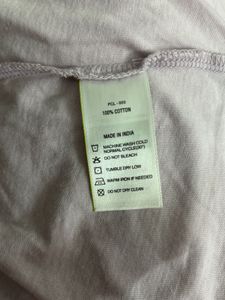 100% COTTON
MADE IN INDIA
MACHINE WASH COLD
NORMAL CYCLE(30°)
DO NOT BLEACH
TUMBLE DRY LOW
WARM IRON IF NEEDED
DO NOT DRY CLEAN